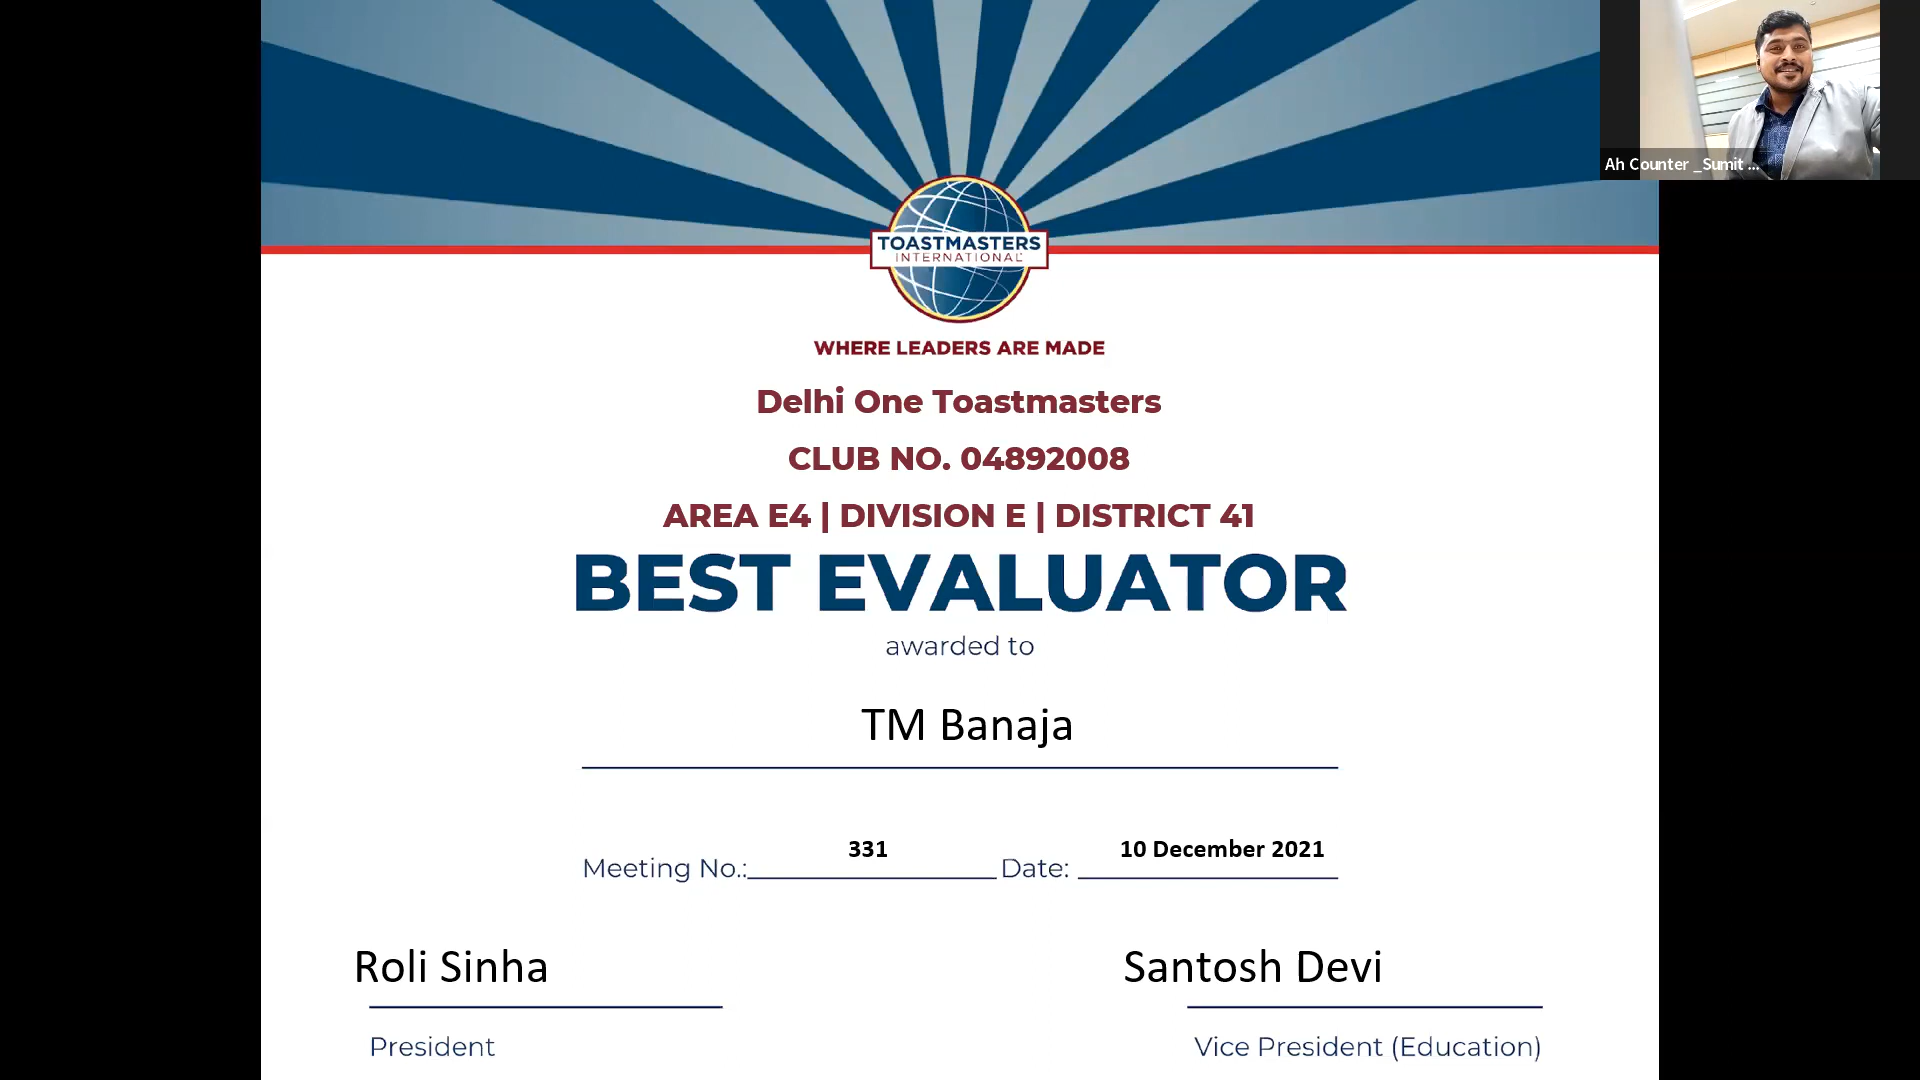 Ah Counter _Sumit ...
TOASTMASTERS
INTERNATIONAL
WHERE LEADERS ARE MADE
Delhi One Toastmasters
CLUB NO. 04892008
AREA E4 | DIVISION E | DISTRICT 41
BEST EVALUATOR
awarded to
TM Banaja
Meeting No.: 331 Date: 10 December 2021
Roli Sinha Santosh Devi
President Vice President (Education)